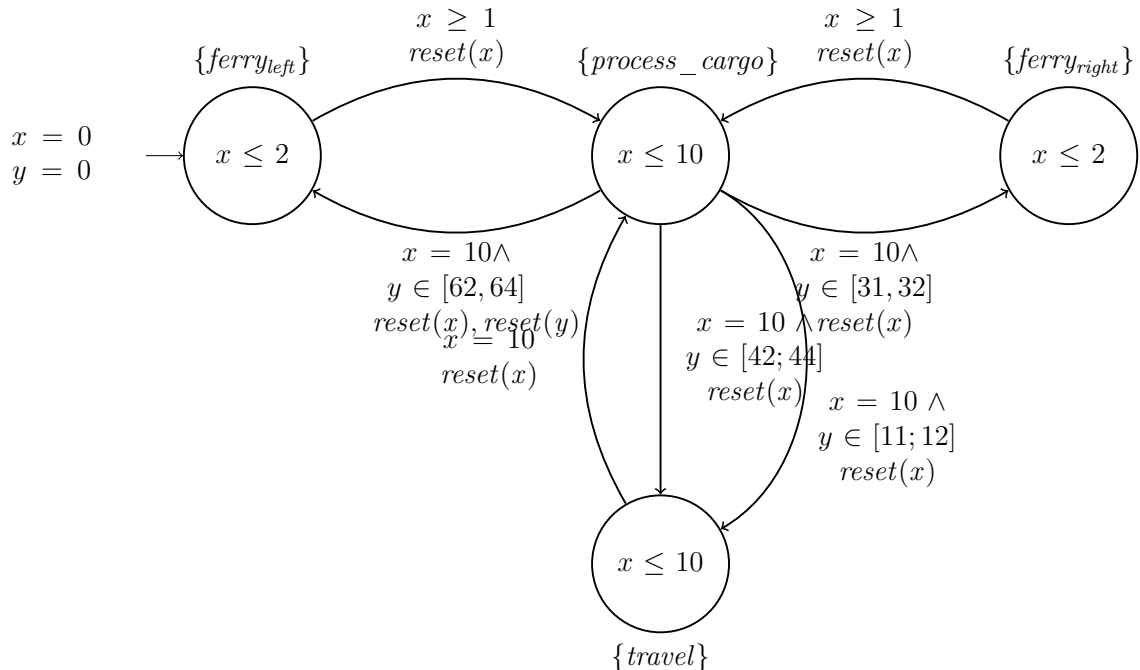 x ≥ 1
reset(x)
x ≥ 1
reset(x)
{ferry_left}
{process_cargo}
{ferry_right}
x = 0
y = 0
x ≤ 2
x ≤ 10
x ≤ 2
x = 10∧
y ∈ [62, 64]
reset(x), reset(y)
x = 10∧
y ∈ [31, 32]
reset(x)
x = 10
reset(x)
x = 10 ∧
y ∈ [42; 44]
reset(x)
x = 10 ∧
y ∈ [11; 12]
reset(x)
x ≤ 10
{travel}